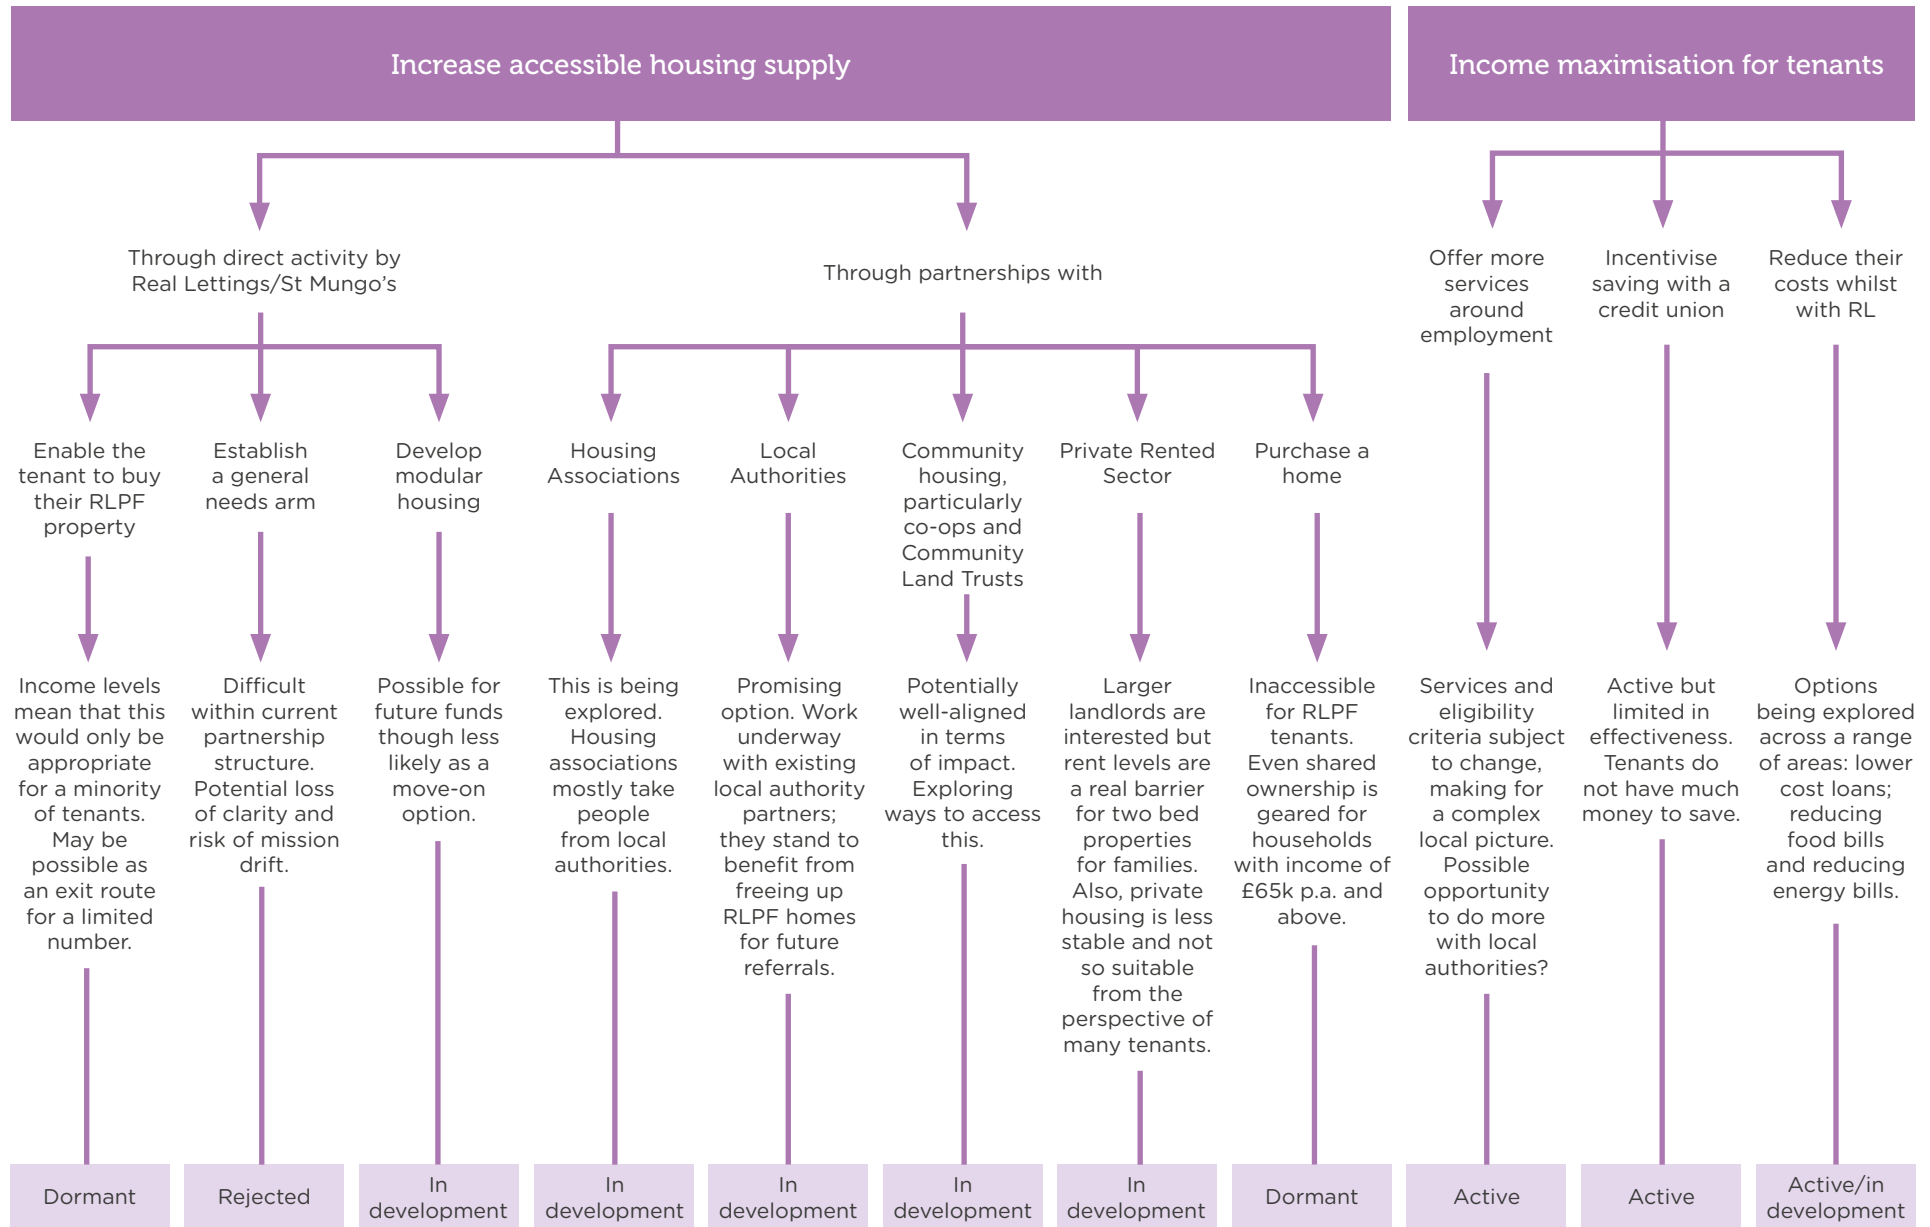 Increase accessible housing supply
Income maximisation for tenants
Through direct activity by
Real Lettings/St Mungo’s
Through partnerships with
Offer more
services
around
employment
Incentivise
saving with a
credit union
Reduce their
costs whilst
with RL
Enable the
tenant to buy
their RLPF
property
Establish
a general
needs arm
Develop
modular
housing
Housing
Associations
Local
Authorities
Community
housing,
particularly
co-ops and
Community
Land Trusts
Private Rented
Sector
Purchase a
home
Income levels
mean that this
would only be
appropriate
for a minority
of tenants.
May be
possible as
an exit route
for a limited
number.
Difficult
within current
partnership
structure.
Potential loss
of clarity and
risk of mission
drift.
Possible for
future funds
though less
likely as a
move-on
option.
This is being
explored.
Housing
associations
mostly take
people
from local
authorities.
Promising
option. Work
underway
with existing
local authority
partners;
they stand to
benefit from
freeing up
RLPF homes
for future
referrals.
Potentially
well-aligned
in terms
of impact.
Exploring
ways to access
this.
Larger
landlords are
interested but
rent levels are
a real barrier
for two bed
properties
for families.
Also, private
housing is less
stable and not
so suitable
from the
perspective of
many tenants.
Inaccessible
for RLPF
tenants.
Even shared
ownership is
geared for
households
with income of
£65k p.a. and
above.
Services and
eligibility
criteria subject
to change,
making for
a complex
local picture.
Possible
opportunity
to do more
with local
authorities?
Active but
limited in
effectiveness.
Tenants do
not have much
money to save.
Options
being explored
across a range
of areas: lower
cost loans;
reducing
food bills
and reducing
energy bills.
Dormant
Rejected
In
development
In
development
In
development
In
development
In
development
Dormant
Active
Active
Active/in
development